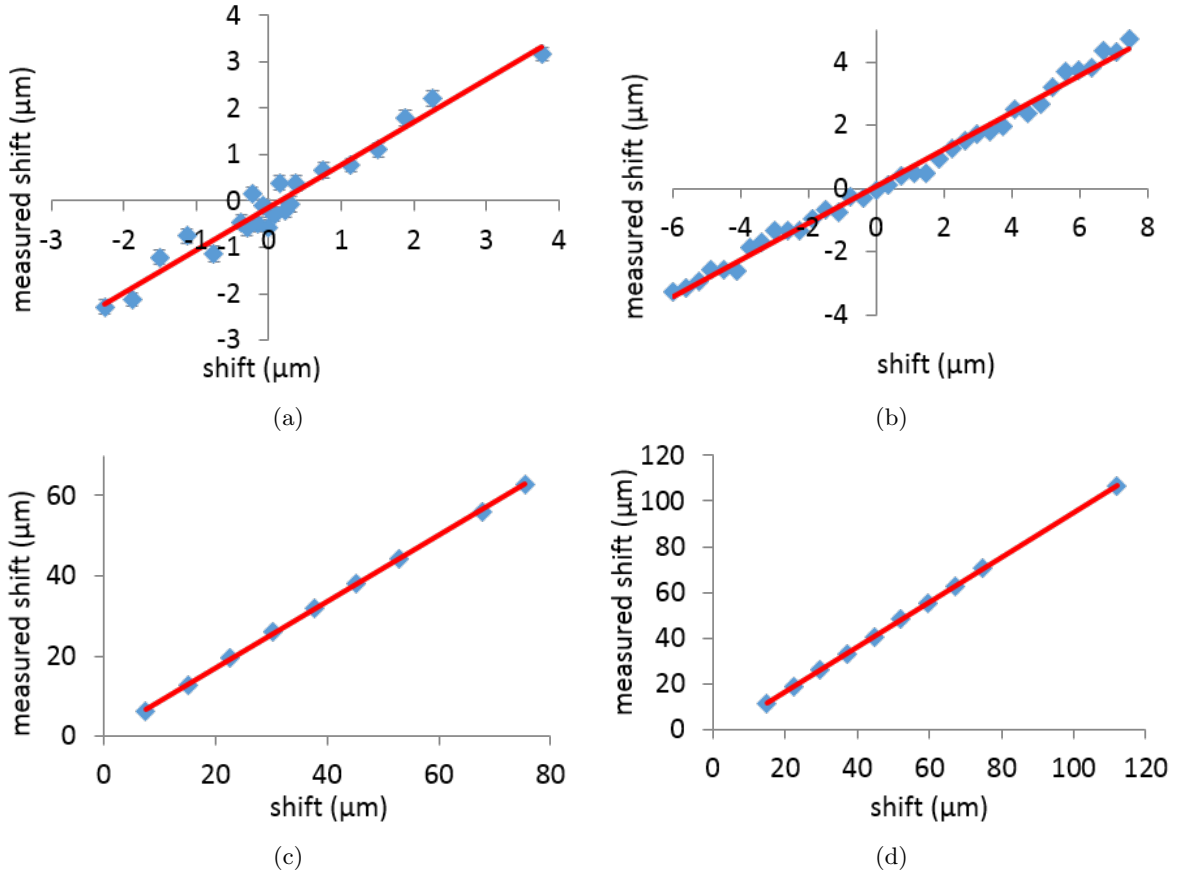 4
3
2
1
0
-1
-2
-3
-3 -2 -1 0 1 2 3 4
measured shift (μm)
shift (μm)
(a)
4
2
0
-2
-4
-6 -4 -2 0 2 4 6 8
measured shift (μm)
shift (μm)
(b)
60
40
20
0
0 20 40 60 80
measured shift (μm)
shift (μm)
(c)
120
100
80
60
40
20
0
0 20 40 60 80 100 120
measured shift (μm)
shift (μm)
(d)